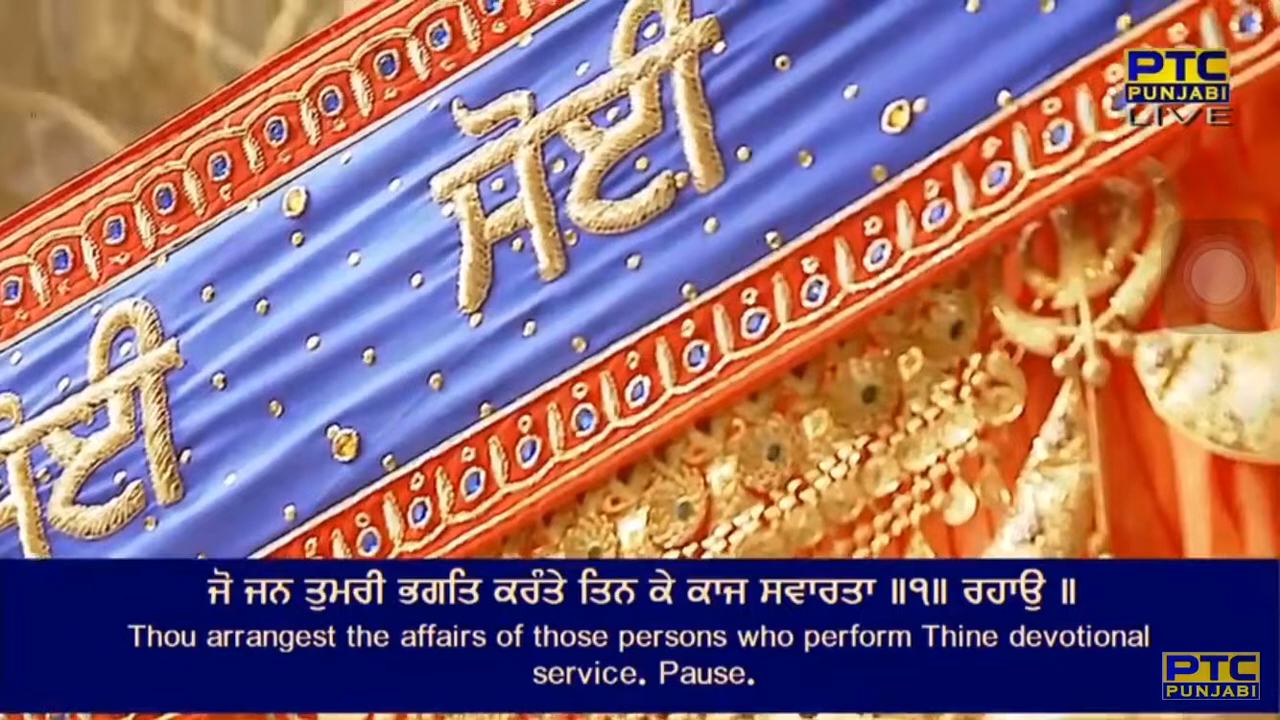 ਸੋਢੀ
ਸੋਢੀ
PTC
PUNJABI
LIVE
ਜੋ ਜਨ ਤੁਮਰੀ ਭਗਤਿ ਕਰੰਤੇ ਤਿਨ ਕੇ ਕਾਜ ਸਵਾਰਤਾ ॥੧॥ ਰਹਾਉ ॥
Thou arrangest the affairs of those persons who perform Thine devotional
service. Pause.
PTC
PUNJABI